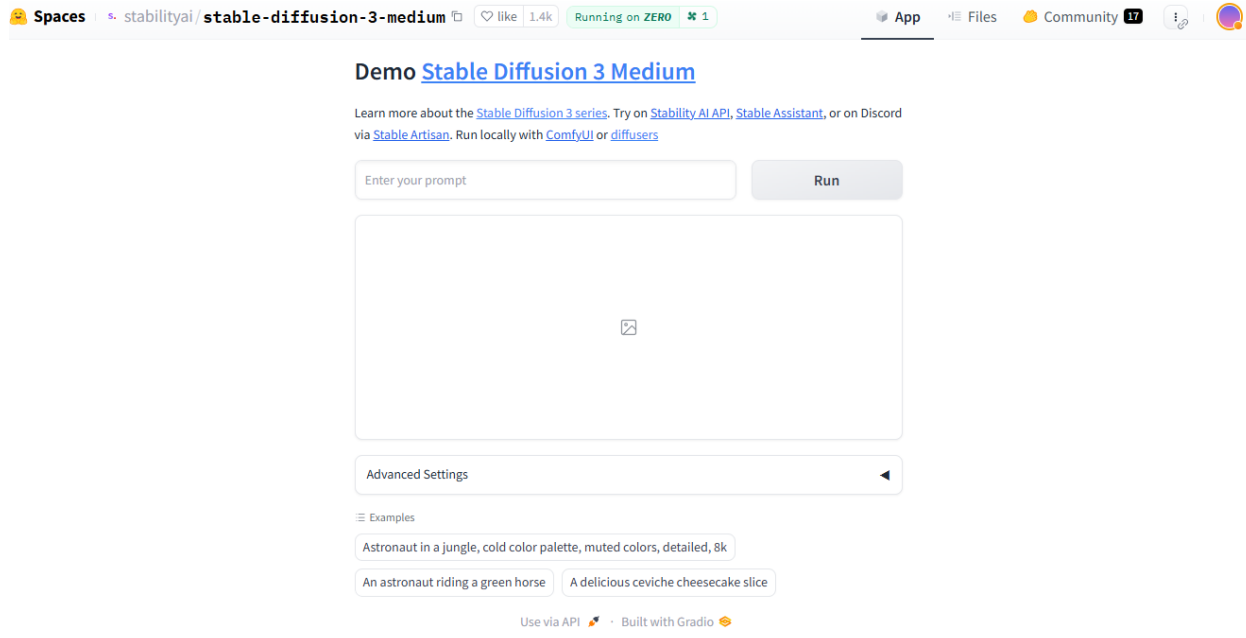 Spaces s. stabilityai/stable-diffusion-3-medium like 1.4k Running on ZERO 1 App Files Community 17
Demo Stable Diffusion 3 Medium
Learn more about the Stable Diffusion 3 series. Try on Stability AI API, Stable Assistant, or on Discord
via Stable Artisan. Run locally with ComfyUI or diffusers
Enter your prompt Run
Advanced Settings
Examples
Astronaut in a jungle, cold color palette, muted colors, detailed, 8k
An astronaut riding a green horse A delicious ceviche cheesecake slice
Use via API · Built with Gradio